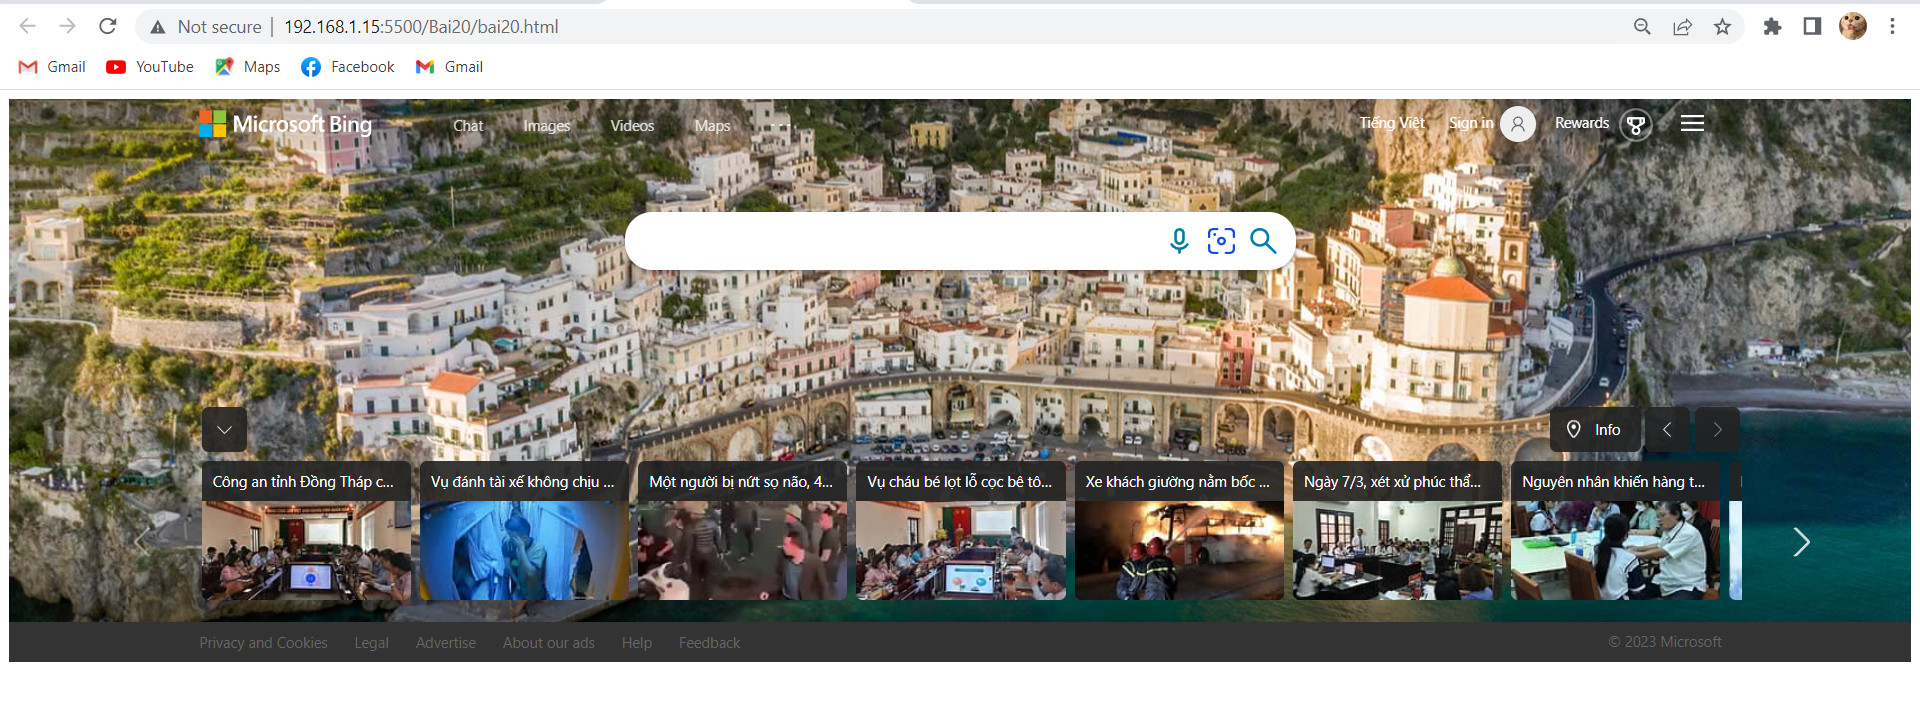 Not secure | 192.168.1.15:5500/Bai20/bai20.html
Gmail YouTube Maps Facebook Gmail
Microsoft Bing Chat Images Videos Maps ... Tiếng Việt Sign in Rewards
Info
Công an tỉnh Đồng Tháp c... Vụ đánh tài xế không chịu ... Một người bị nứt sọ não, 4... Vụ cháu bé lọt lỗ cọc bê tô... Xe khách giường nằm bốc ... Ngày 7/3, xét xử phúc thẩ... Nguyên nhân khiến hàng t...
Privacy and Cookies Legal Advertise About our ads Help Feedback © 2023 Microsoft